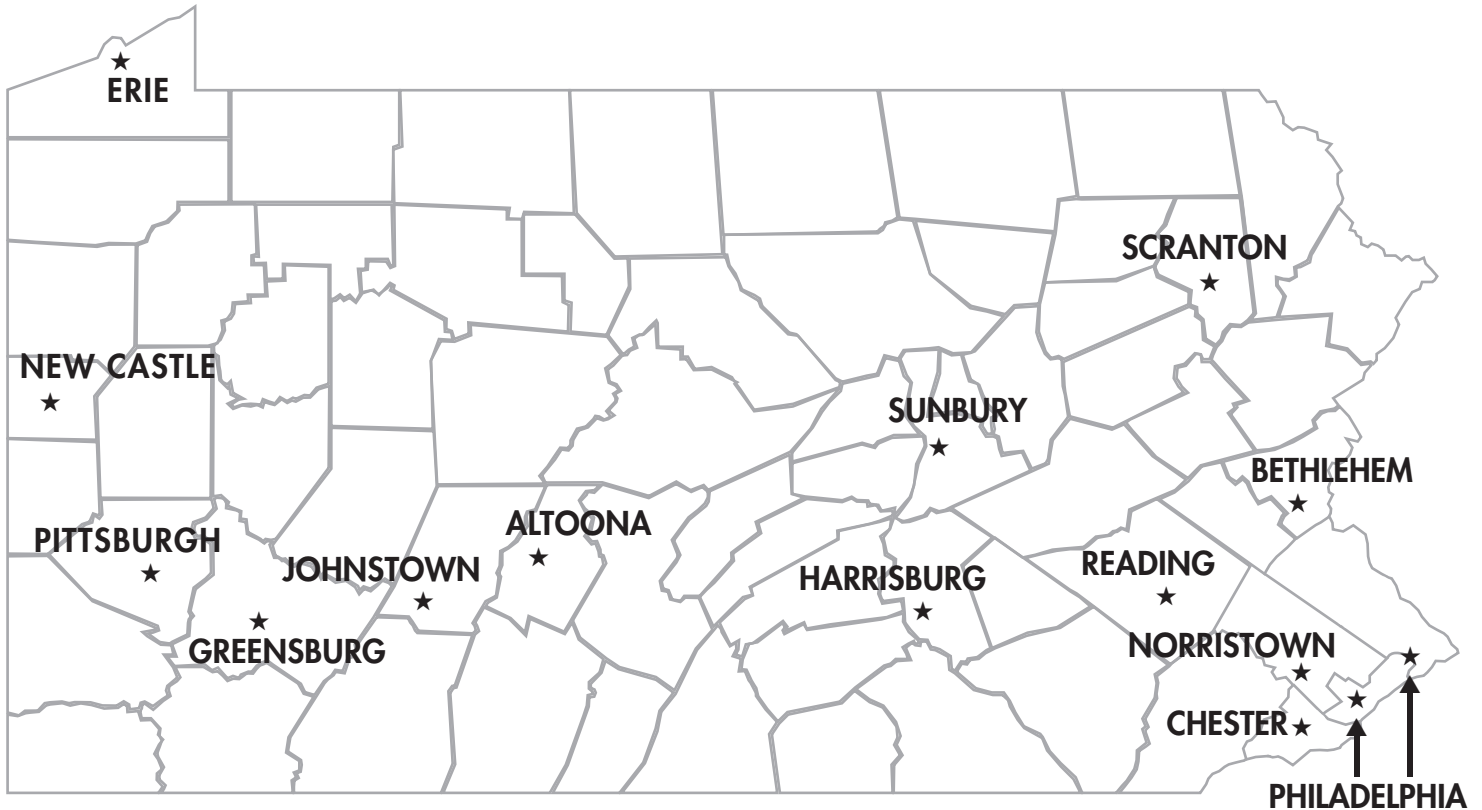 ERIE
SCRANTON
NEW CASTLE
SUNBURY
BETHLEHEM
ALTOONA
PITTSBURGH
JOHNSTOWN
READING
HARRISBURG
GREENSBURG
NORRISTOWN
CHESTER
PHILADELPHIA